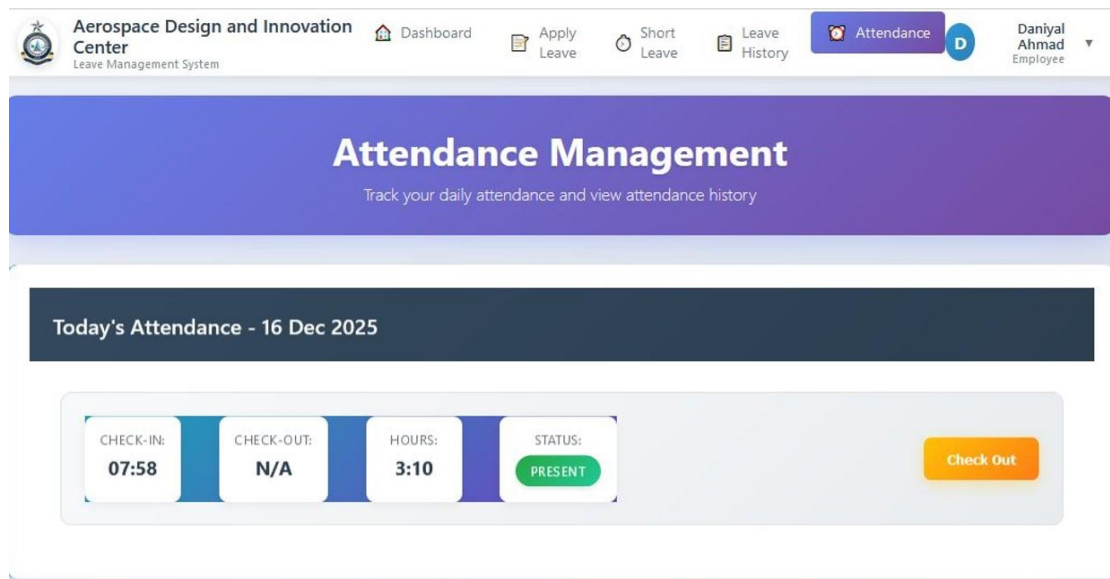 Aerospace Design and Innovation
Center
Leave Management System
Dashboard
Apply
Leave
Short
Leave
Leave
History
Attendance
D
Daniyal
Ahmad
Employee
Attendance Management
Track your daily attendance and view attendance history
Today's Attendance - 16 Dec 2025
CHECK-IN:
07:58
CHECK-OUT:
N/A
HOURS:
3:10
STATUS:
PRESENT
Check Out